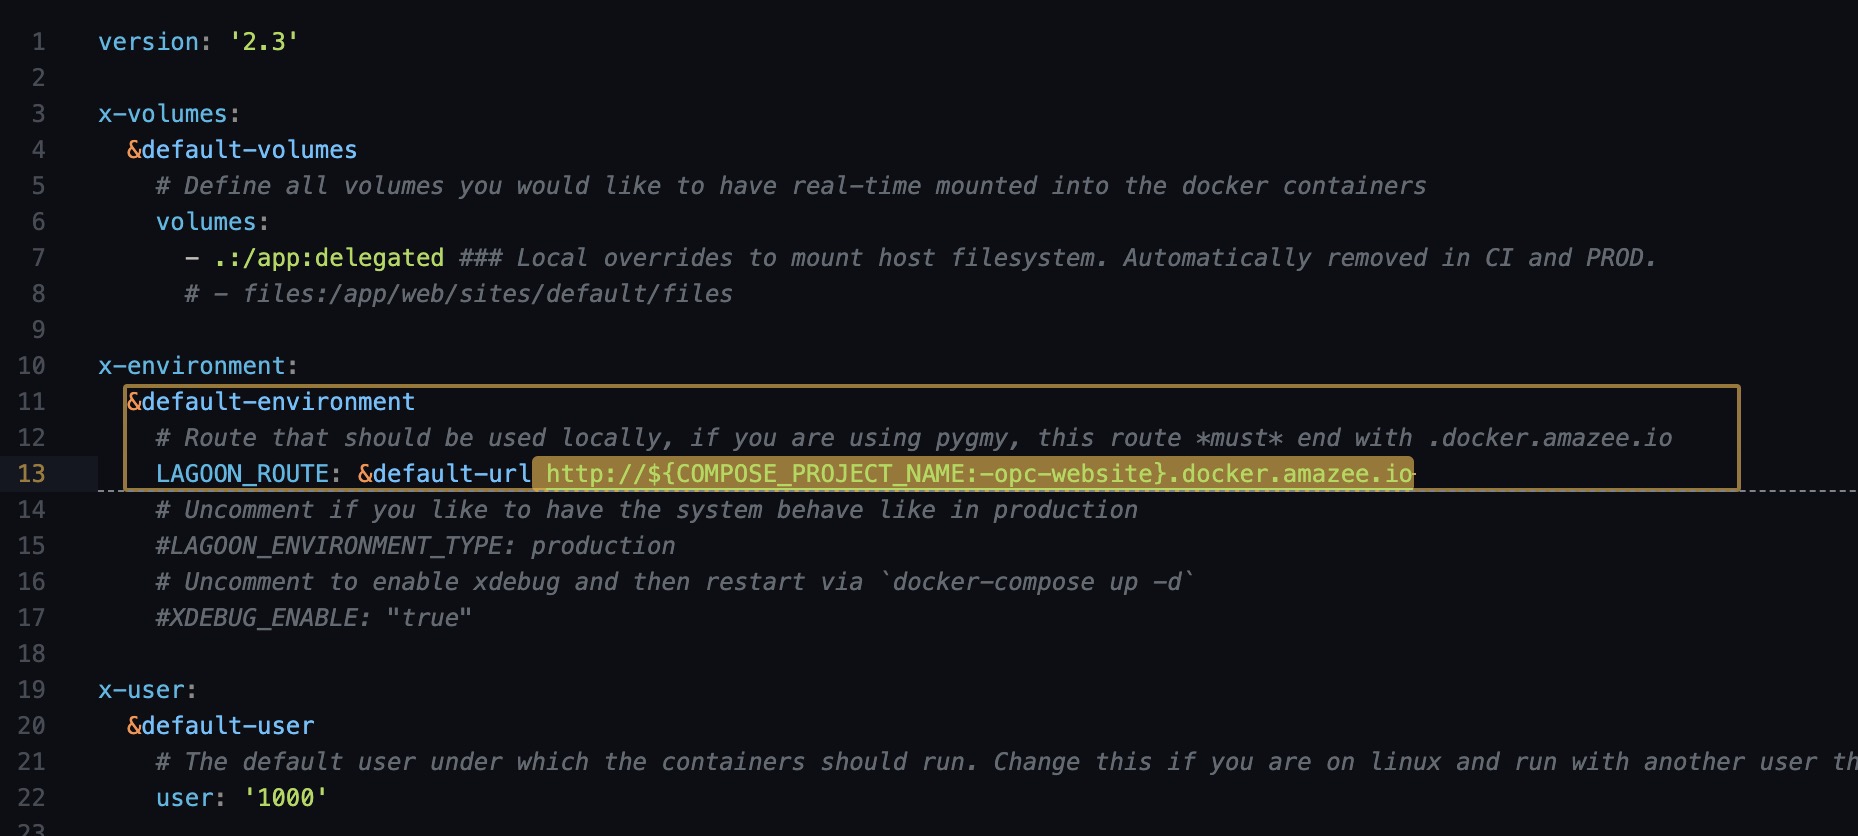 1 version: '2.3'
2
3 x-volumes:
4 &default-volumes
5 # Define all volumes you would like to have real-time mounted into the docker containers
6 volumes:
7 - .:/app:delegated ### Local overrides to mount host filesystem. Automatically removed in CI and PROD.
8 # - files:/app/web/sites/default/files
9
10 x-environment:
11 &default-environment
12 # Route that should be used locally, if you are using pygmy, this route *must* end with .docker.amazee.io
13 LAGOON_ROUTE: &default-url http://${COMPOSE_PROJECT_NAME:-opc-website}.docker.amazee.io
14 # Uncomment if you like to have the system behave like in production
15 #LAGOON_ENVIRONMENT_TYPE: production
16 # Uncomment to enable xdebug and then restart via `docker-compose up -d`
17 #XDEBUG_ENABLE: "true"
18
19 x-user:
20 &default-user
21 # The default user under which the containers should run. Change this if you are on linux and run with another user th
22 user: '1000'
23